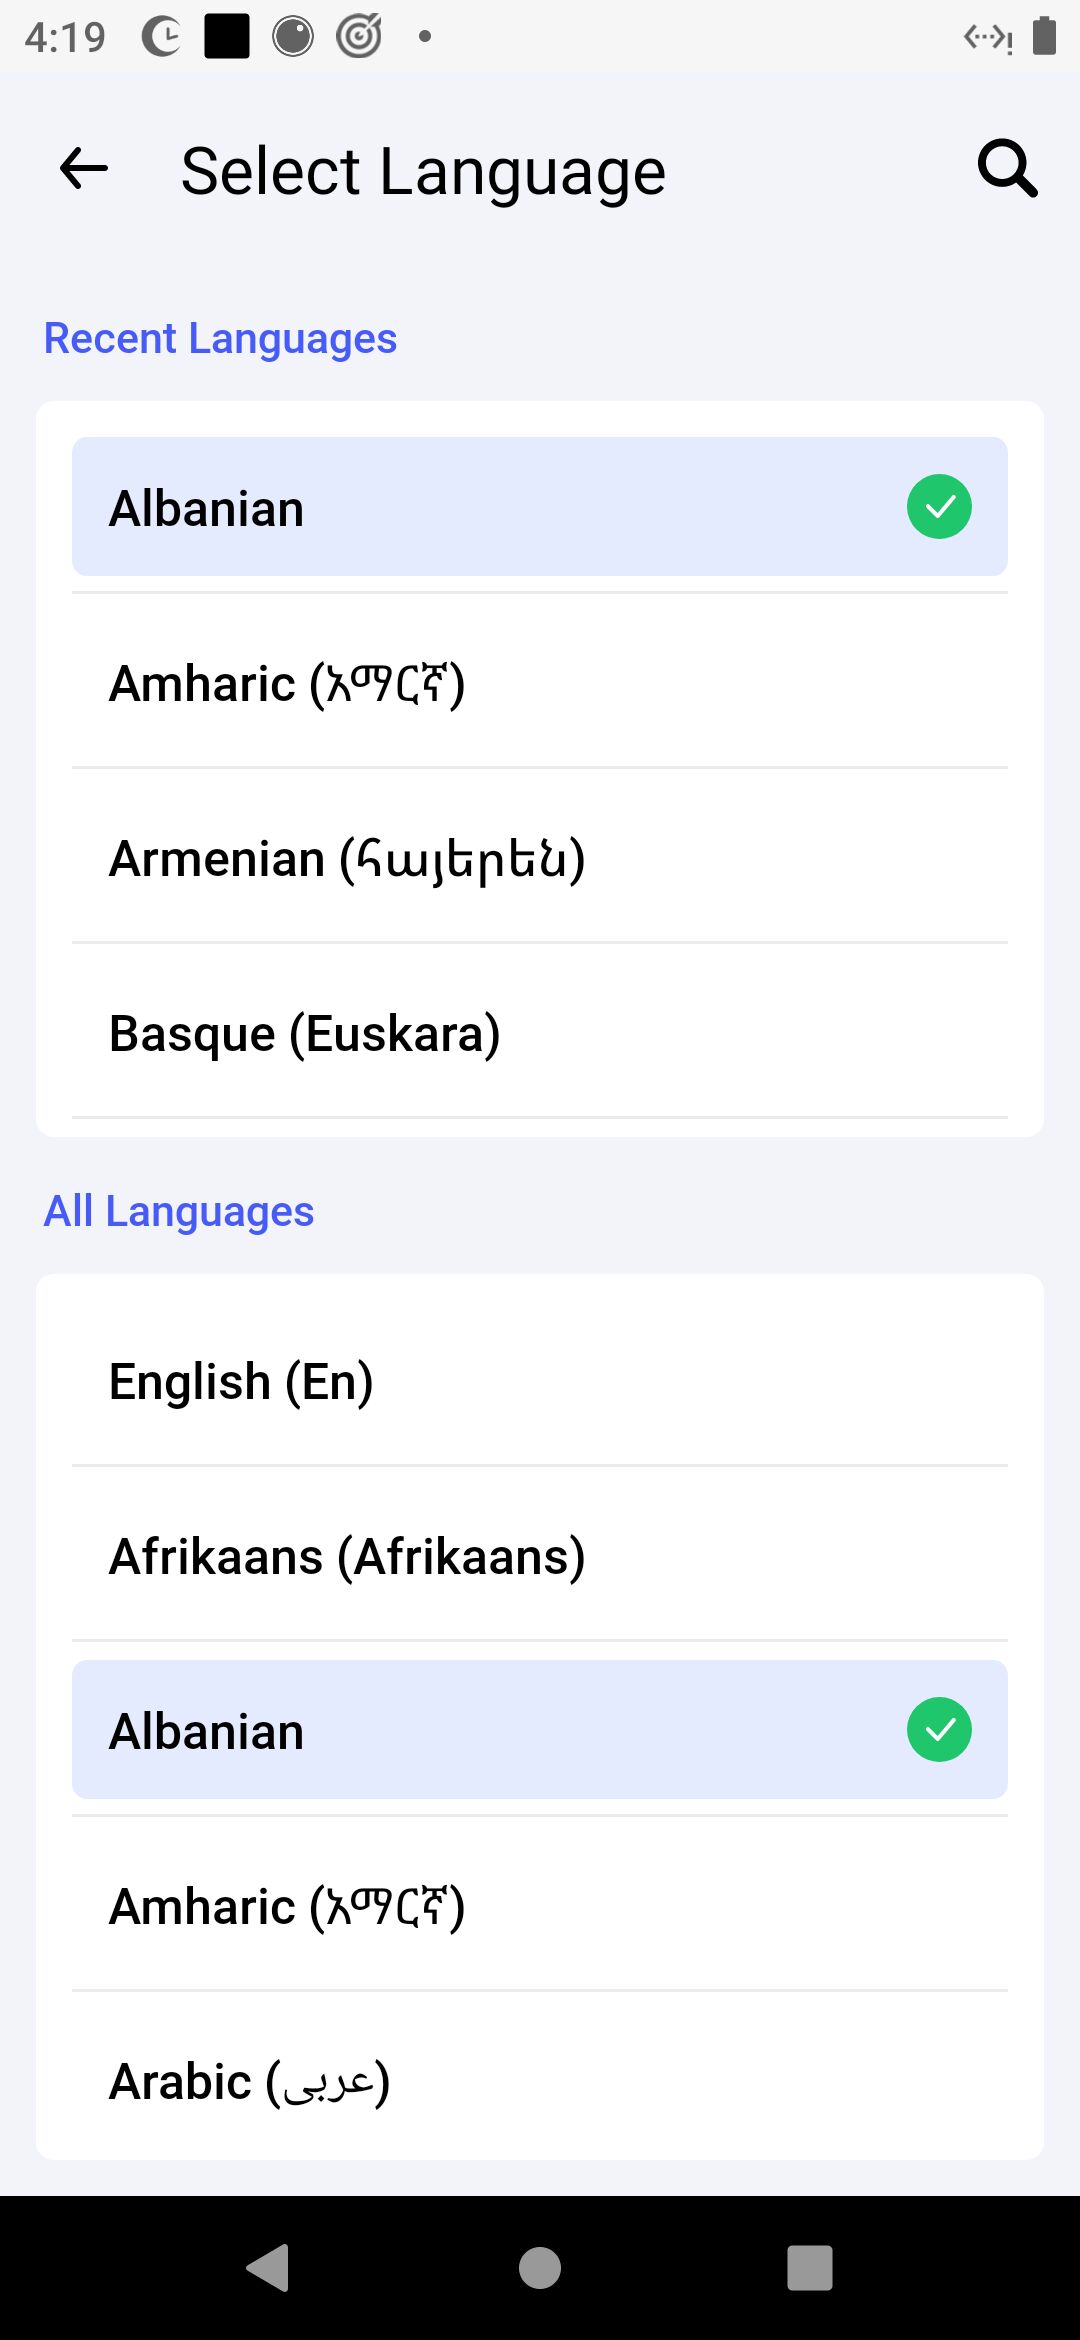 4:19
Select Language
Recent Languages
Albanian
Amharic (አማርኛ)
Armenian (հայերեն)
Basque (Euskara)
All Languages
English (En)
Afrikaans (Afrikaans)
Albanian
Amharic (አማርኛ)
Arabic (عربى)